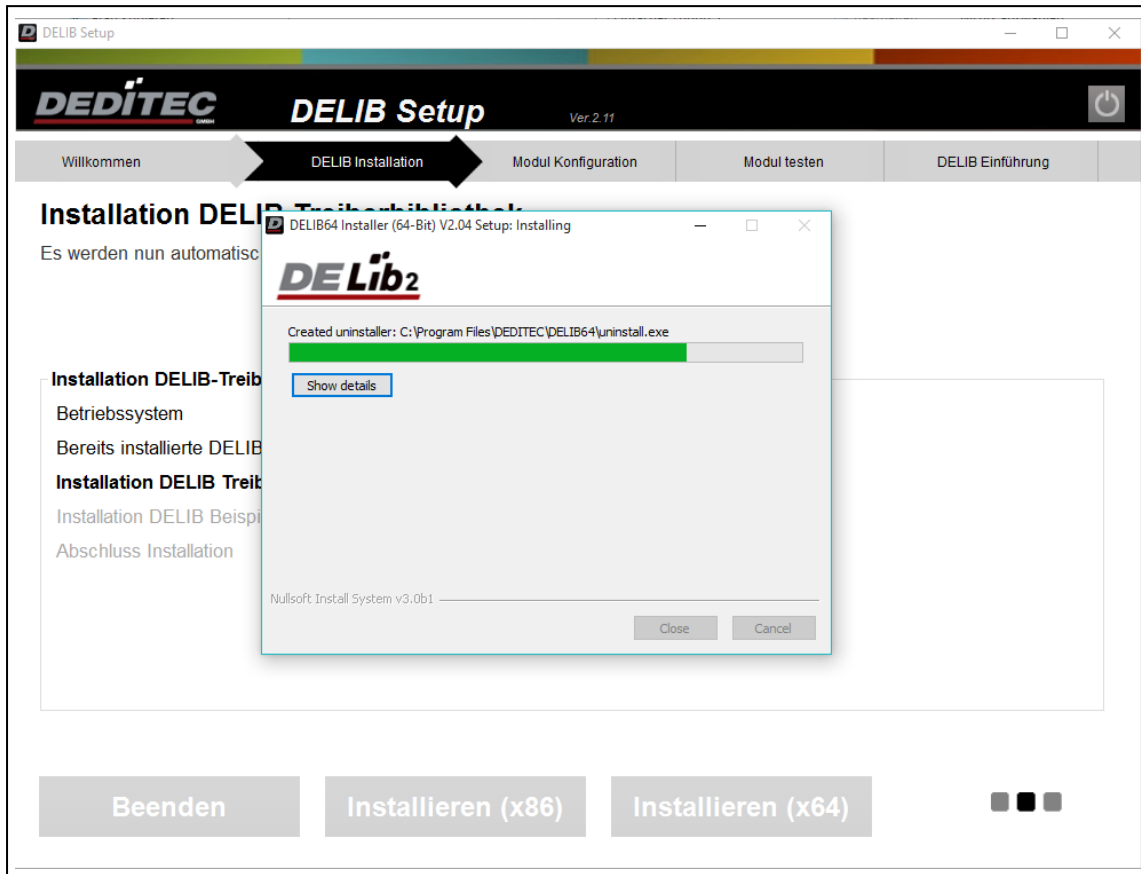 DELIB Setup
DEDITEC
GMBH
DELIB Setup
Ver.2.11
Willkommen
DELIB Installation
Modul Konfiguration
Modul testen
DELIB Einführung
Installation DELIB-Treiberbibliothek
Es werden nun automatisc
DELIB64 Installer (64-Bit) V2.04 Setup: Installing
DELib2
Created uninstaller: C:\Program Files\DEDITEC\DELIB64\uninstall.exe
Show details
Installation DELIB-Treib
Betriebssystem
Bereits installierte DELIB
Installation DELIB Treib
Installation DELIB Beispi
Abschluss Installation
Nullsoft Install System v3.0b1
Close
Cancel
Beenden
Installieren (x86)
Installieren (x64)